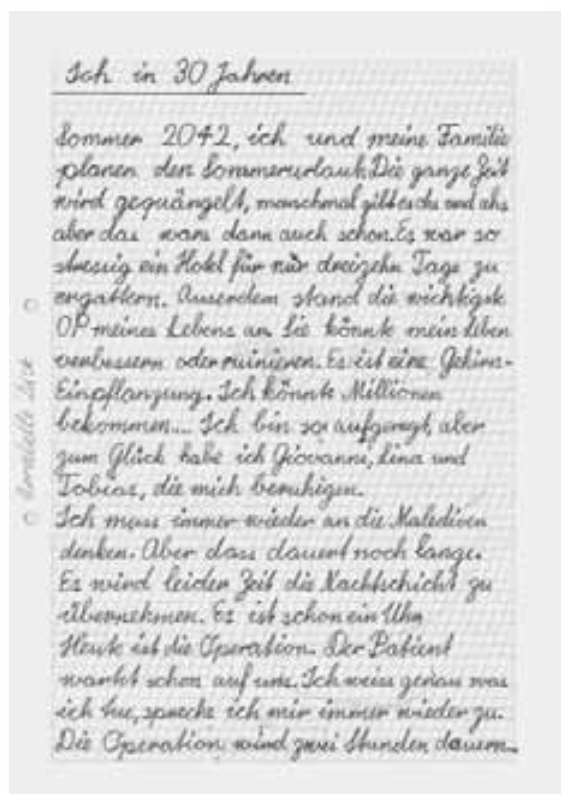 Ich in 30 Jahren
Sommer 2042, ich und meine Familie
planen den Sommerurlaub. Die ganze Zeit
wird gequängelt, manchmal gibt es ohs und ahs
aber das wars dann auch schon. Es war so
stressig ein Hotel für nur dreizehn Tage zu
ergattern. Auserdem stand die wichtigste
OP meines Lebens an. Sie könnte mein Leben
verbessern oder ruinieren. Es ist eine Gehirn-
Einpflanzung. Ich könnte Millionen
bekommen... Ich bin so aufgeregt, aber
zum Glück habe ich Giovanni, Lina und
Tobias, die mich beruhigen.
Ich muss immer wieder an die Malediven
denken. Aber dass dauert noch lange.
Es wird leider Zeit die Nachtschicht zu
übernehmen. Es ist schon ein Uhr
Heute ist die Operation. Der Patient
wartet schon auf uns. Ich weiss genau was
ich tue, spreche ich mir immer wieder zu.
Die Operation wird zwei Stunden dauern.